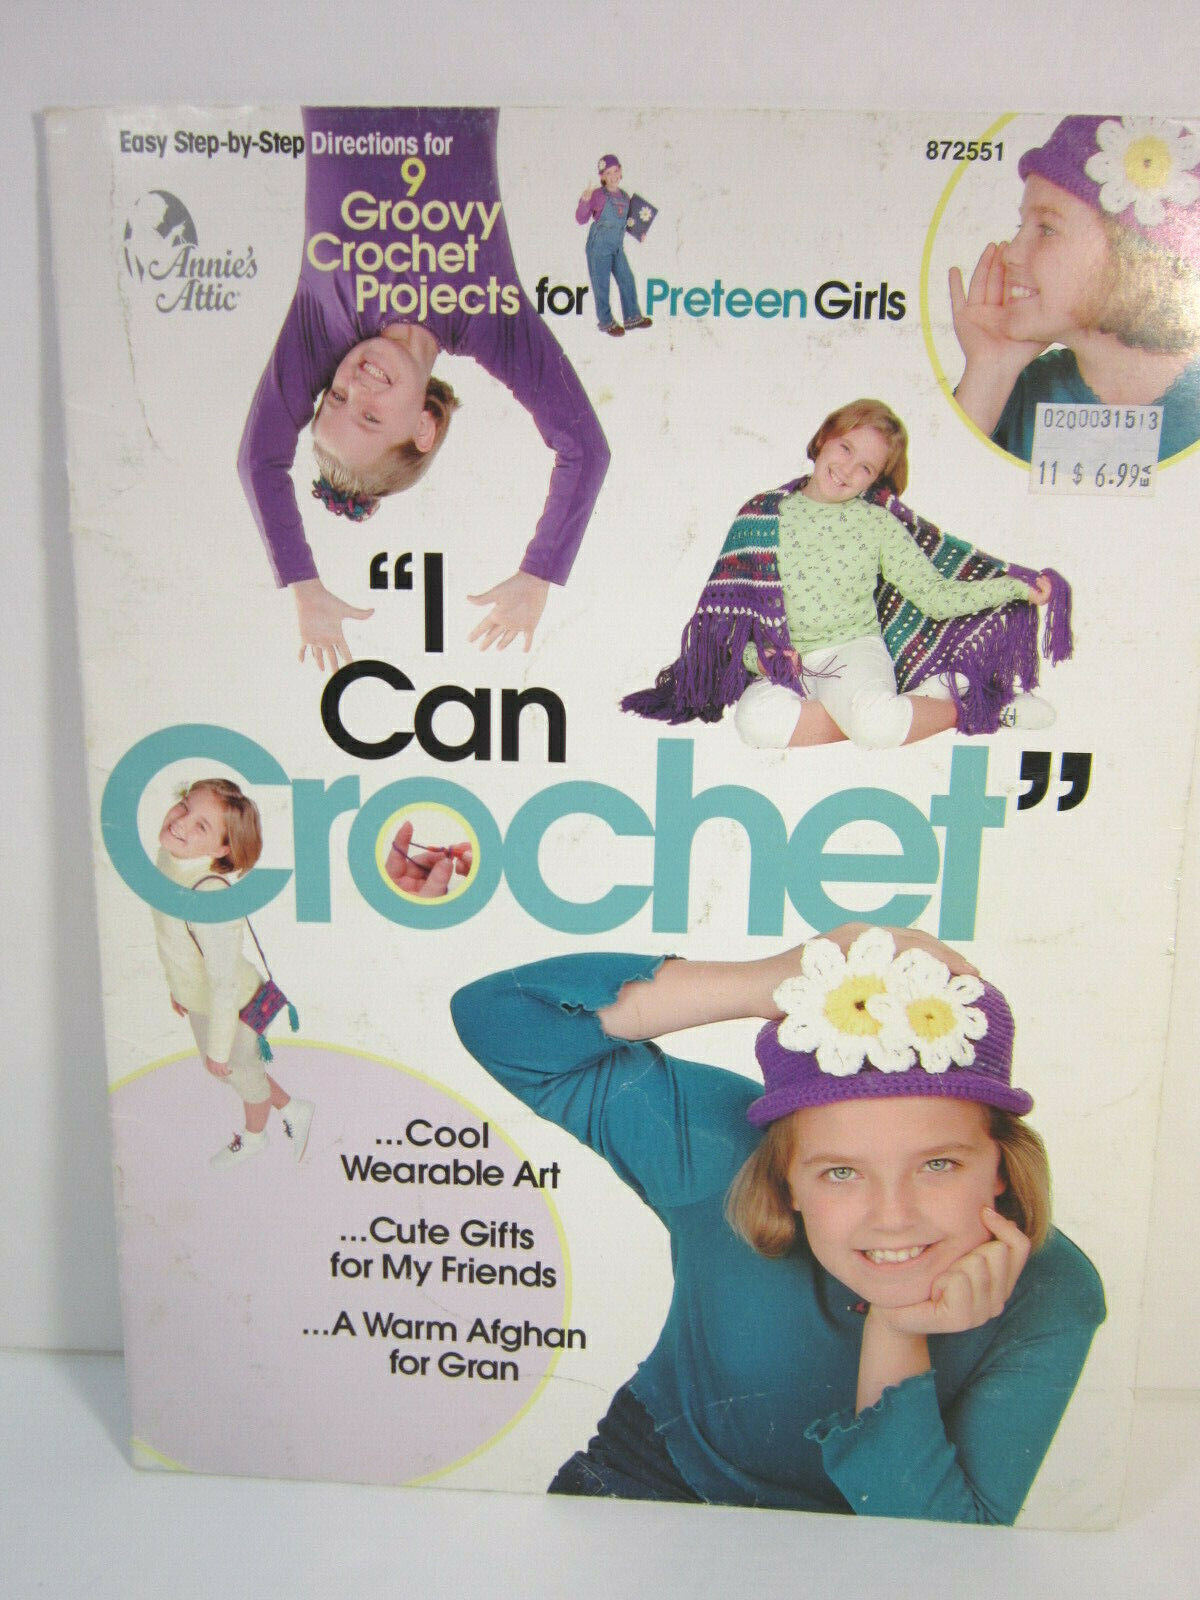 Easy Step-by-Step Directions for
9
Groovy
Crochet
Projects for Preteen Girls
872551
Annie's
Attic
0200031513
11 $ 6.99 EA
“I
Can
Crochet”
...Cool
Wearable Art
...Cute Gifts
for My Friends
...A Warm Afghan
for Gran